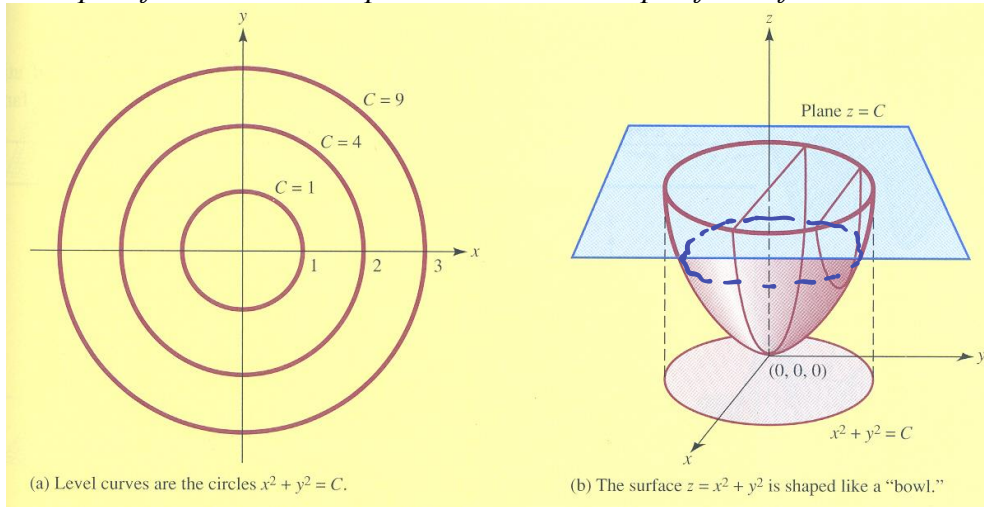 y
C = 9
C = 4
C = 1
x
1
2
3
(a) Level curves are the circles x² + y² = C.
z
Plane z = C
y
(0, 0, 0)
x² + y² = C
x
(b) The surface z = x² + y² is shaped like a “bowl.”